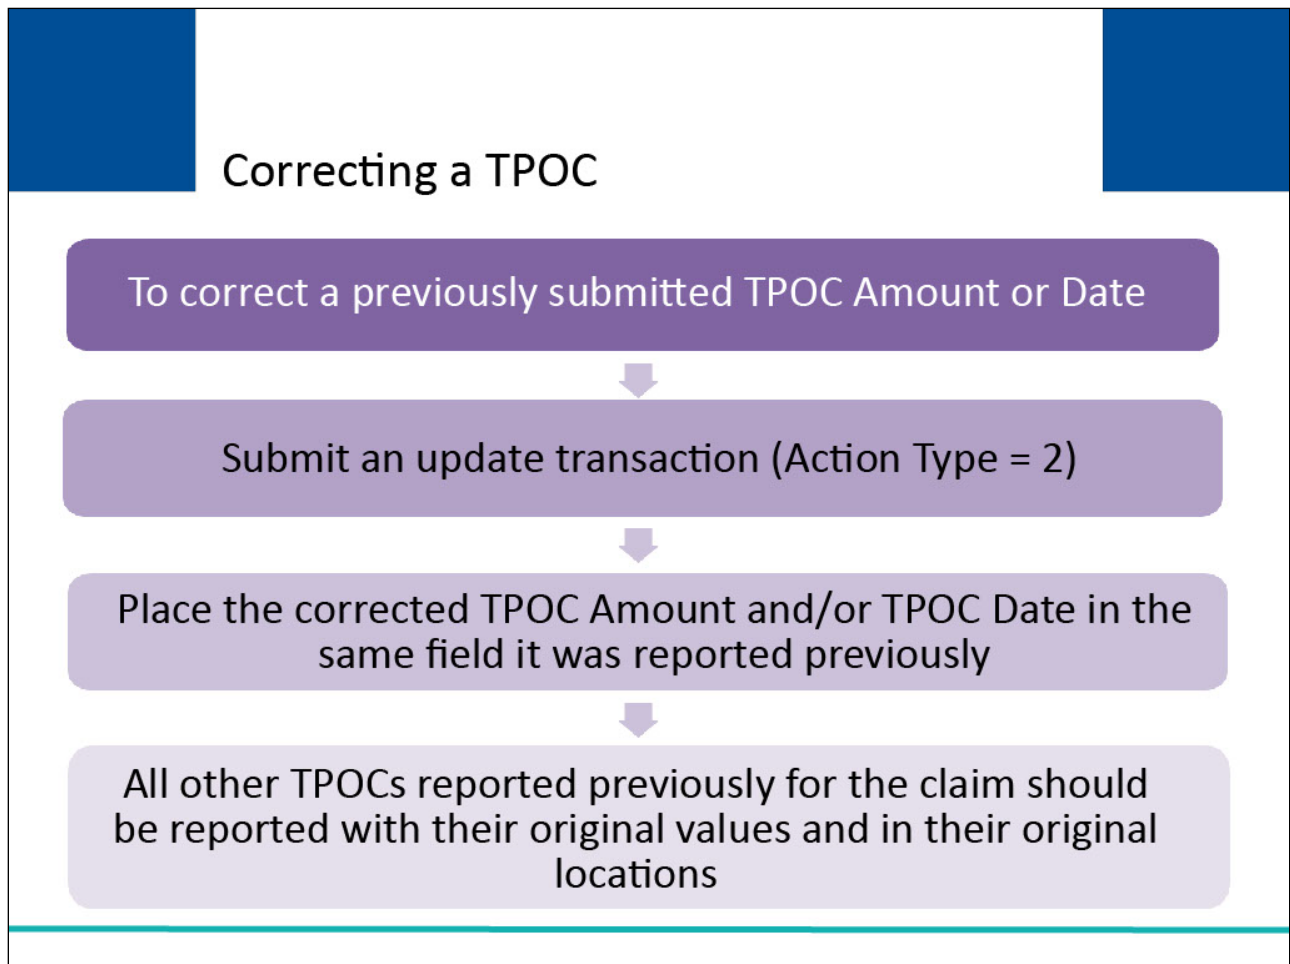 Correcting a TPOC
To correct a previously submitted TPOC Amount or Date
Submit an update transaction (Action Type = 2)
Place the corrected TPOC Amount and/or TPOC Date in the
same field it was reported previously
All other TPOCs reported previously for the claim should
be reported with their original values and in their original
locations